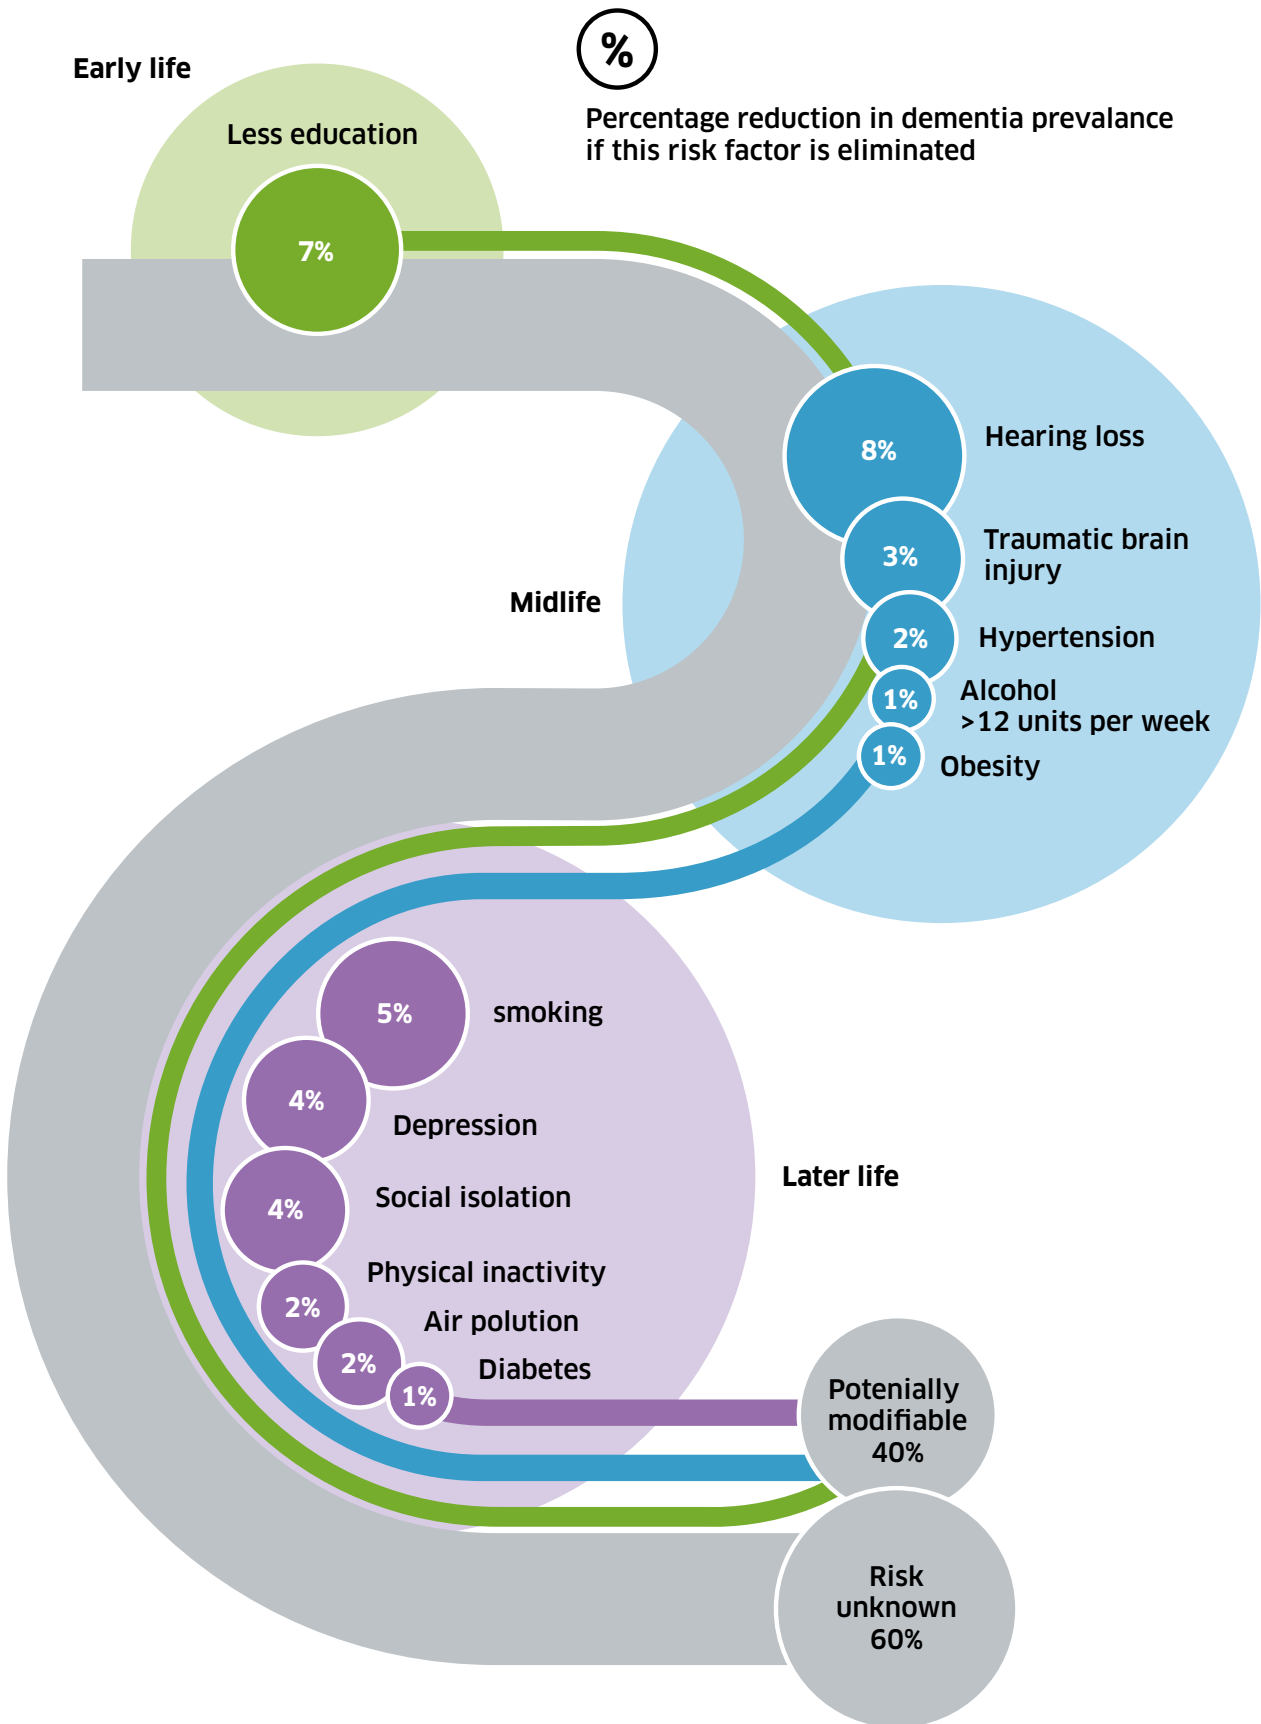 %
Percentage reduction in dementia prevalance
if this risk factor is eliminated
Early life
Less education
7%
Midlife
8%
Hearing loss
3%
Traumatic brain
injury
2%
Hypertension
1%
Alcohol
>12 units per week
1%
Obesity
Later life
5%
smoking
4%
Depression
4%
Social isolation
2%
Physical inactivity
2%
Air polution
1%
Diabetes
Potenially
modifiable
40%
Risk
unknown
60%